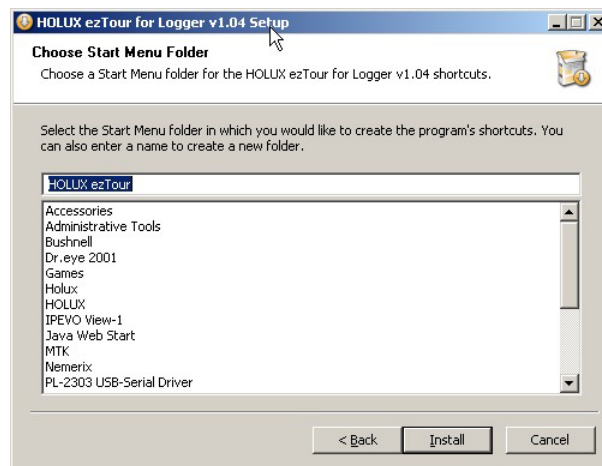 HOLUX ezTour for Logger v1.04 Setup
Choose Start Menu Folder
Choose a Start Menu folder for the HOLUX ezTour for Logger v1.04 shortcuts.
Select the Start Menu folder in which you would like to create the program's shortcuts. You
can also enter a name to create a new folder.
HOLUX ezTour
Accessories
Administrative Tools
Bushnell
Dr.eye 2001
Games
Holux
HOLUX
IPEVO View-1
Java Web Start
MTK
Nemerix
PL-2303 USB-Serial Driver
< Back Install Cancel